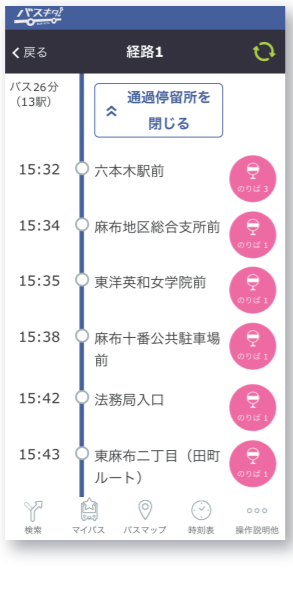 バスキタ!
戻る
経路1
バス26分
（13駅）
通過停留所を
閉じる
15:32
六本木駅前
のりば 3
15:34
麻布地区総合支所前
のりば 1
15:35
東洋英和女学院前
のりば 1
15:38
麻布十番公共駐車場
前
のりば 1
15:42
法務局入口
のりば 1
15:43
東麻布二丁目（田町
ルート）
のりば 1
検索
マイバス
バスマップ
時刻表
操作説明他